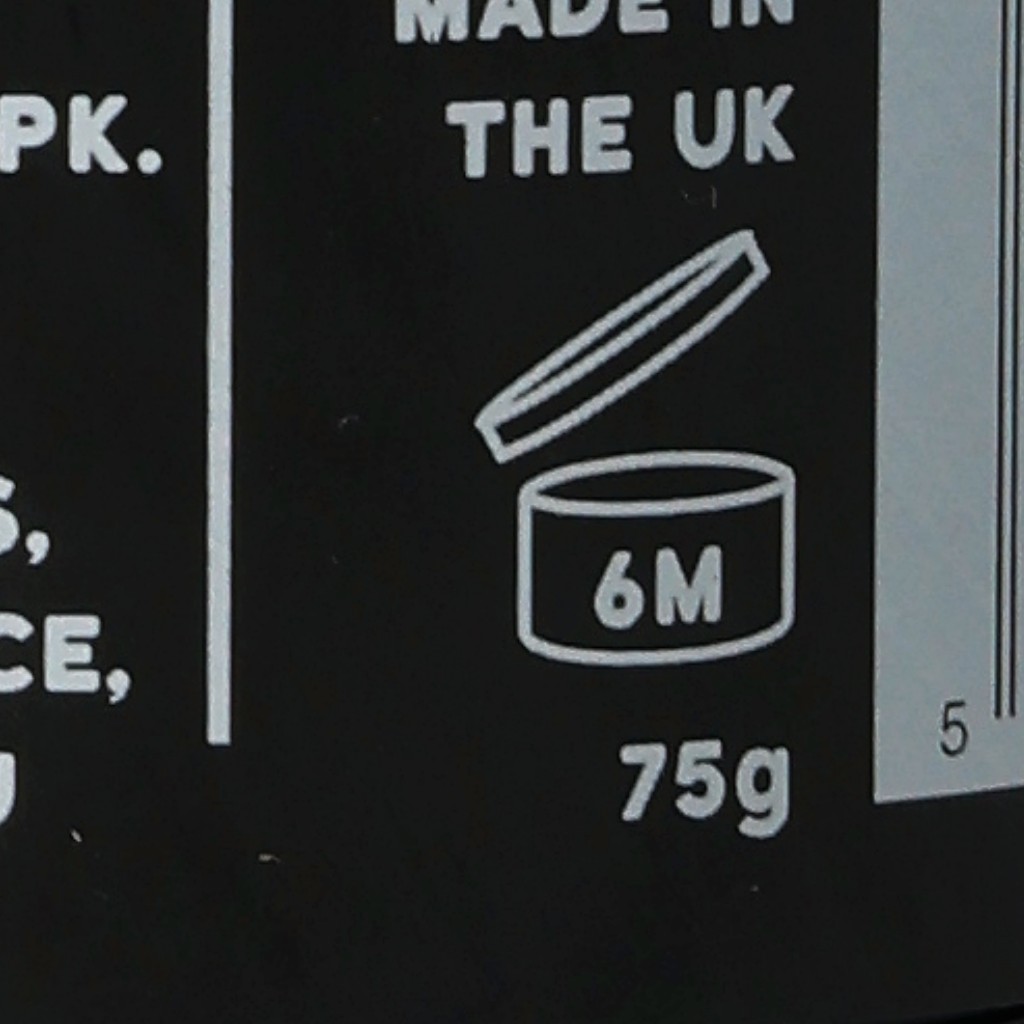 MADE IN
THE UK
PK.
S,
CE,
6M
75g
5